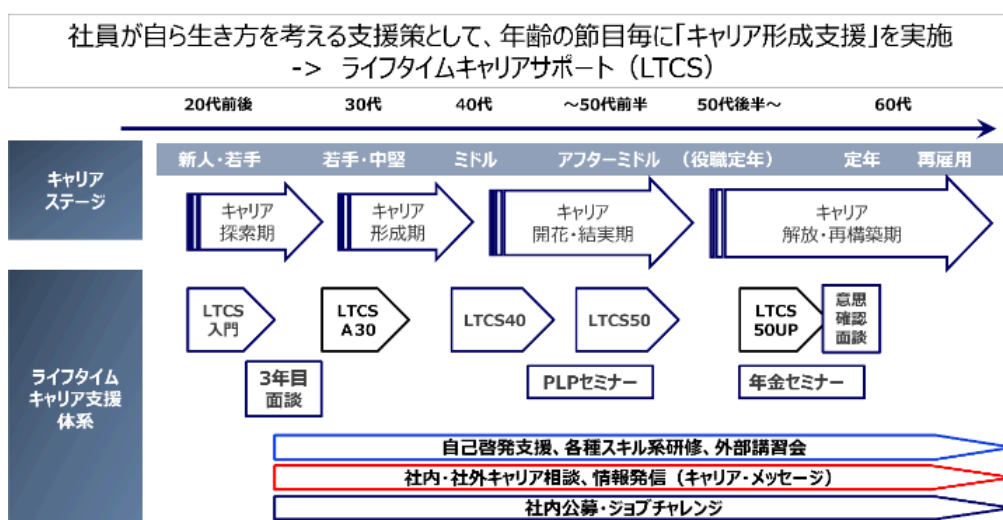 社員が自ら生き方を考える支援策として、年齢の節目毎に「キャリア形成支援」を実施
-> ライフタイムキャリアサポート（LTCS）
20代前後 30代 40代 ～50代前半 50代後半～ 60代
キャリア
ステージ
新人・若手 若手・中堅 ミドル アフターミドル （役職定年） 定年 再雇用
キャリア
探索期
キャリア
形成期
キャリア
開花・結実期
キャリア
解放・再構築期
ライフタイム
キャリア支援
体系
LTCS
入門
LTCS
A30
LTCS40
LTCS50
LTCS
50UP
意思
確認
面談
3年目
面談
PLPセミナー
年金セミナー
自己啓発支援、各種スキル系研修、外部講習会
社内・社外キャリア相談、情報発信（キャリア・メッセージ）
社内公募・ジョブチャレンジ